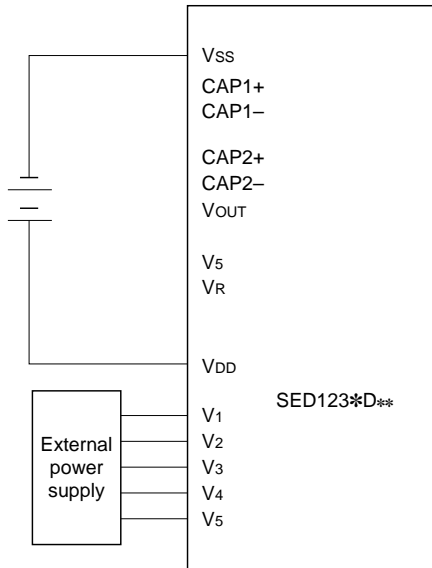 VSS
CAP1+
CAP1–
CAP2+
CAP2–
VOUT
V5
VR
VDD
SED123*D**
V1
V2
V3
V4
V5
External
power
supply